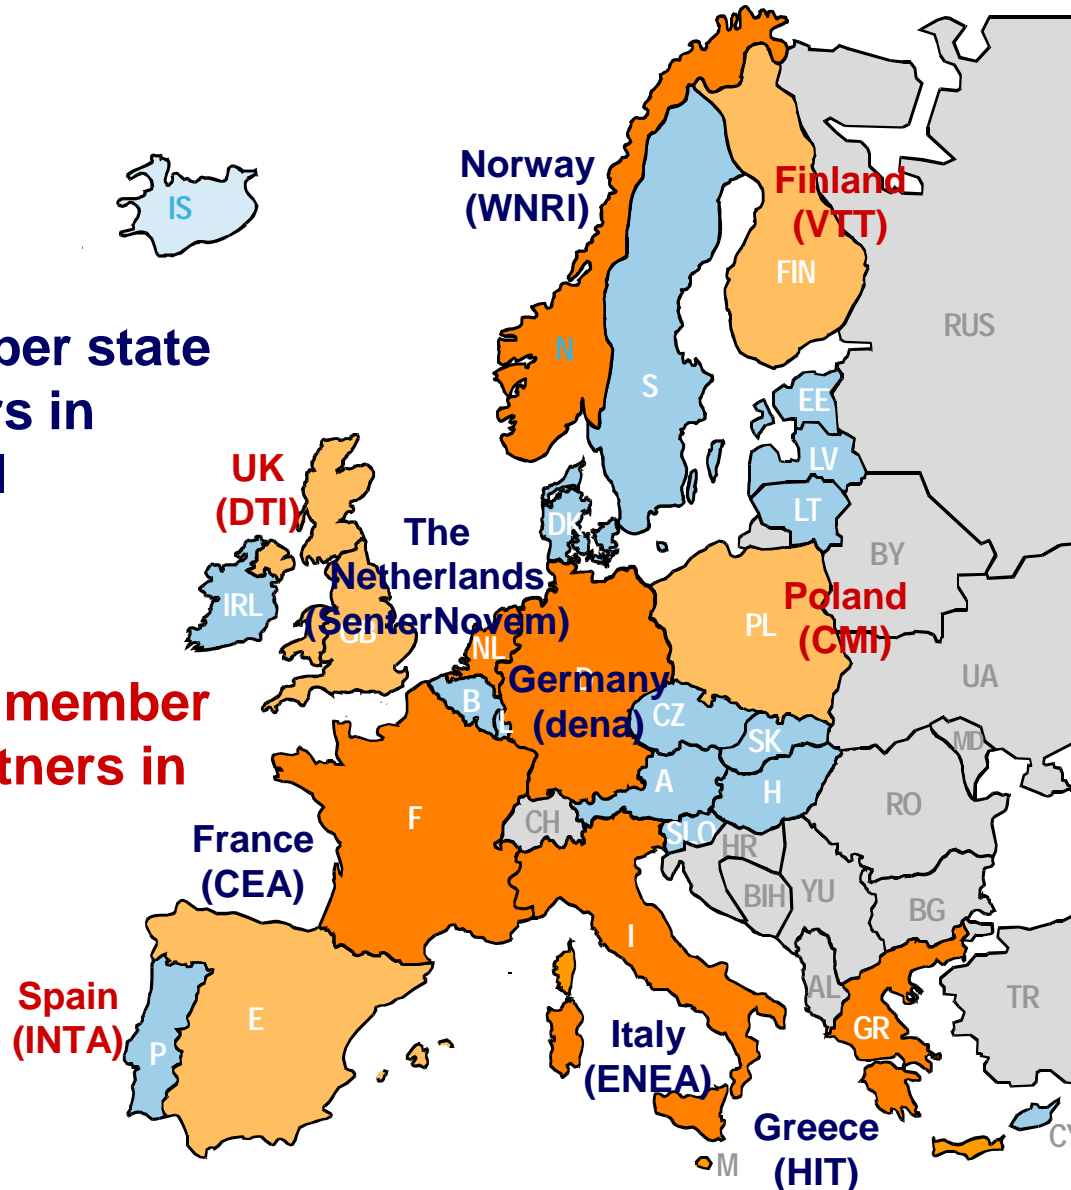 Norway
(WNRI)
Finland
(VTT)
IS
FIN
RUS
N
S
per state
rs in
EE
LV
LT
UK
(DTI)
DK
BY
The
Netherlands
(SenterNovem)
IRL
GB
NL
PL
Poland
(CMI)
D
Germany
(dena)
member
tners in
B
L
CZ
SK
UA
MD
A
H
F
CH
SLO
HR
RO
France
(CEA)
BIH
YU
BG
I
Spain
(INTA)
E
P
AL
GR
TR
Italy
(ENEA)
Greece
(HIT)
M
CY